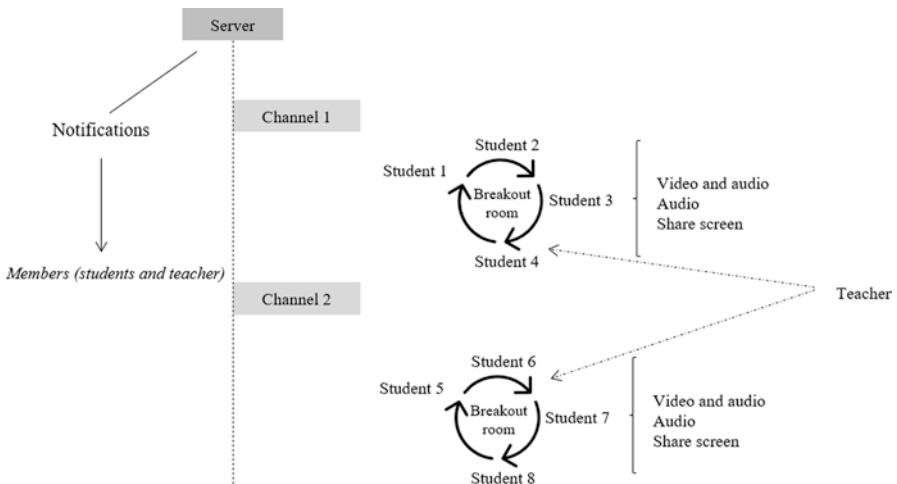 Server
Notifications
Members (students and teacher)
Channel 1
Student 1
Student 2
Student 3
Student 4
Breakout
room
Video and audio
Audio
Share screen
Teacher
Channel 2
Student 5
Student 6
Student 7
Student 8
Breakout
room
Video and audio
Audio
Share screen